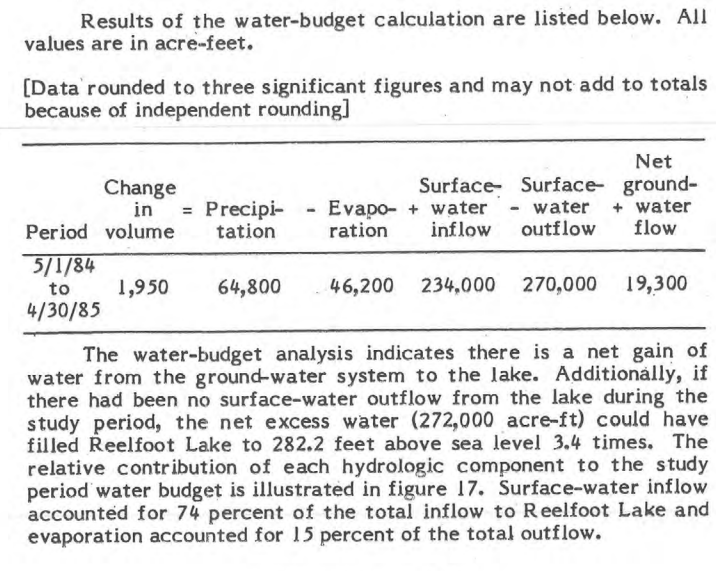 Results of the water-budget calculation are listed below. All
values are in acre-feet.
[Data rounded to three significant figures and may not add to totals
because of independent rounding]
Net
Change Surface- Surface- ground-
in = Precipi- - Evapo- + water - water + water
Period volume tation ration inflow outflow flow
5/1/84
to 1,950 64,800 46,200 234,000 270,000 19,300
4/30/85
The water-budget analysis indicates there is a net gain of
water from the ground-water system to the lake. Additionally, if
there had been no surface-water outflow from the lake during the
study period, the net excess water (272,000 acre-ft) could have
filled Reelfoot Lake to 282.2 feet above sea level 3.4 times. The
relative contribution of each hydrologic component to the study
period water budget is illustrated in figure 17. Surface-water inflow
accounted for 74 percent of the total inflow to Reelfoot Lake and
evaporation accounted for 15 percent of the total outflow.